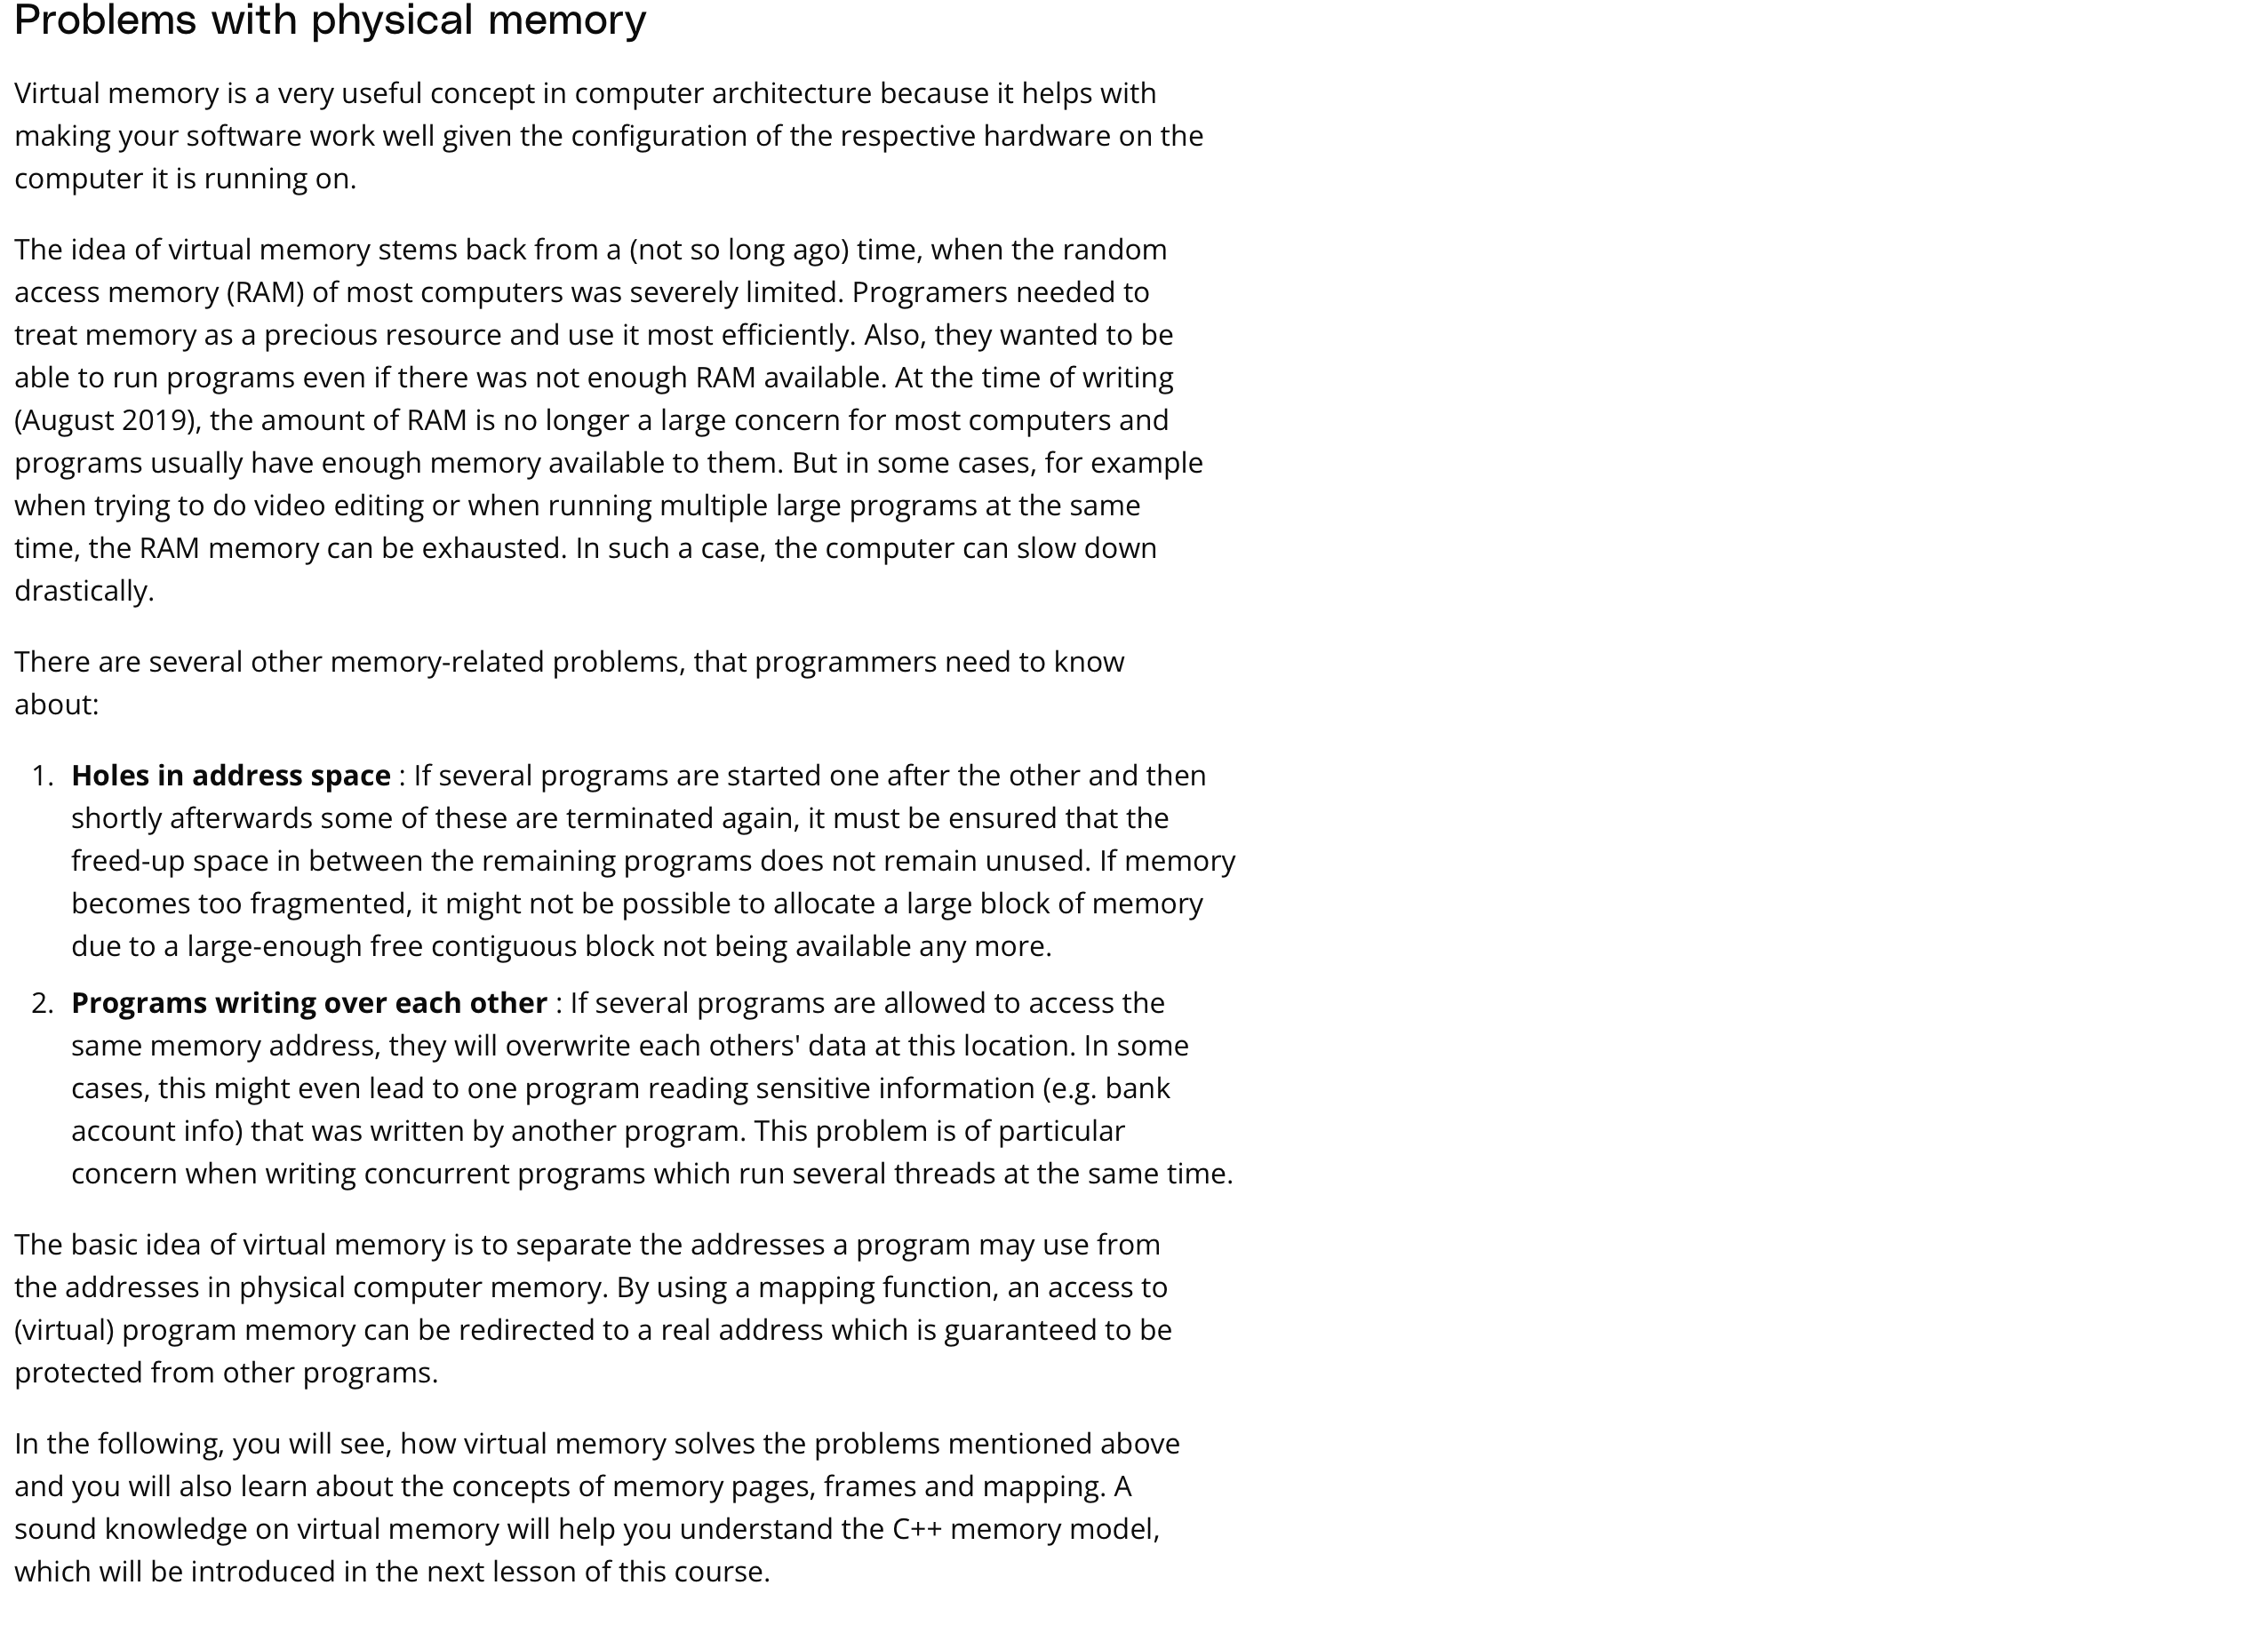 Problems with physical memory
Virtual memory is a very useful concept in computer architecture because it helps with
making your software work well given the configuration of the respective hardware on the
computer it is running on.
The idea of virtual memory stems back from a (not so long ago) time, when the random
access memory (RAM) of most computers was severely limited. Programers needed to
treat memory as a precious resource and use it most efficiently. Also, they wanted to be
able to run programs even if there was not enough RAM available. At the time of writing
(August 2019), the amount of RAM is no longer a large concern for most computers and
programs usually have enough memory available to them. But in some cases, for example
when trying to do video editing or when running multiple large programs at the same
time, the RAM memory can be exhausted. In such a case, the computer can slow down
drastically.
There are several other memory-related problems, that programmers need to know
about:
1. Holes in address space : If several programs are started one after the other and then
shortly afterwards some of these are terminated again, it must be ensured that the
freed-up space in between the remaining programs does not remain unused. If memory
becomes too fragmented, it might not be possible to allocate a large block of memory
due to a large-enough free contiguous block not being available any more.
2. Programs writing over each other : If several programs are allowed to access the
same memory address, they will overwrite each others' data at this location. In some
cases, this might even lead to one program reading sensitive information (e.g. bank
account info) that was written by another program. This problem is of particular
concern when writing concurrent programs which run several threads at the same time.
The basic idea of virtual memory is to separate the addresses a program may use from
the addresses in physical computer memory. By using a mapping function, an access to
(virtual) program memory can be redirected to a real address which is guaranteed to be
protected from other programs.
In the following, you will see, how virtual memory solves the problems mentioned above
and you will also learn about the concepts of memory pages, frames and mapping. A
sound knowledge on virtual memory will help you understand the C++ memory model,
which will be introduced in the next lesson of this course.